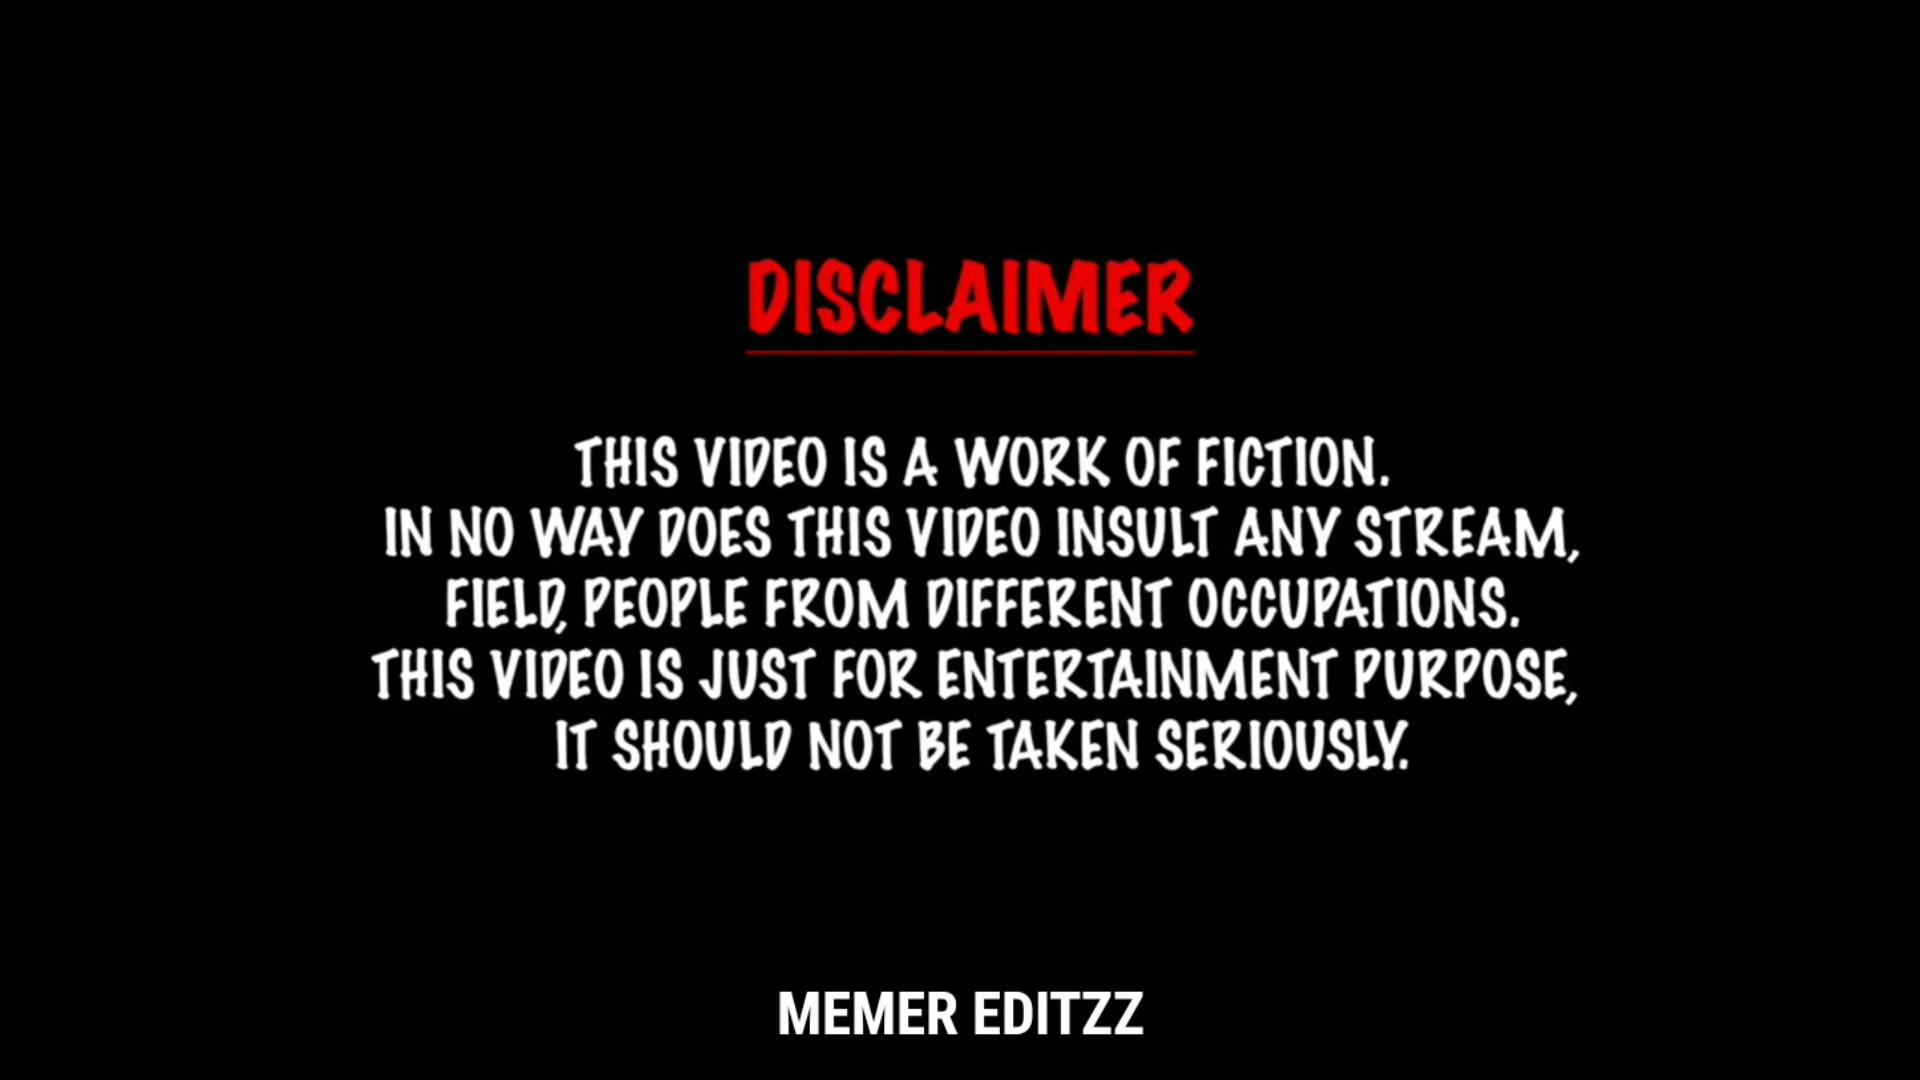 DISCLAIMER
THIS VIDEO IS A WORK OF FICTION.
IN NO WAY DOES THIS VIDEO INSULT ANY STREAM,
FIELD, PEOPLE FROM DIFFERENT OCCUPATIONS.
THIS VIDEO IS JUST FOR ENTERTAINMENT PURPOSE,
IT SHOULD NOT BE TAKEN SERIOUSLY.
MEMER EDITZZ